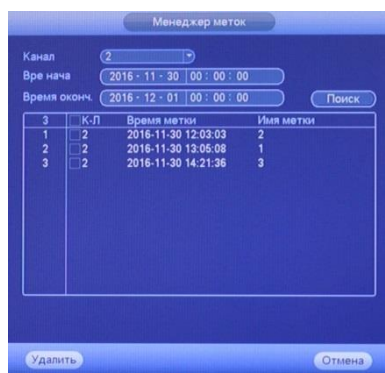 Менеджер меток
Канал 2
Вре нача 2016 - 11 - 30 00 : 00 : 00
Время оконч. 2016 - 12 - 01 00 : 00 : 00 Поиск
3 К-Л Время метки Имя метки
1 2 2016-11-30 12:03:03 2
2 2 2016-11-30 13:05:08 1
3 2 2016-11-30 14:21:36 3
Удалить Отмена